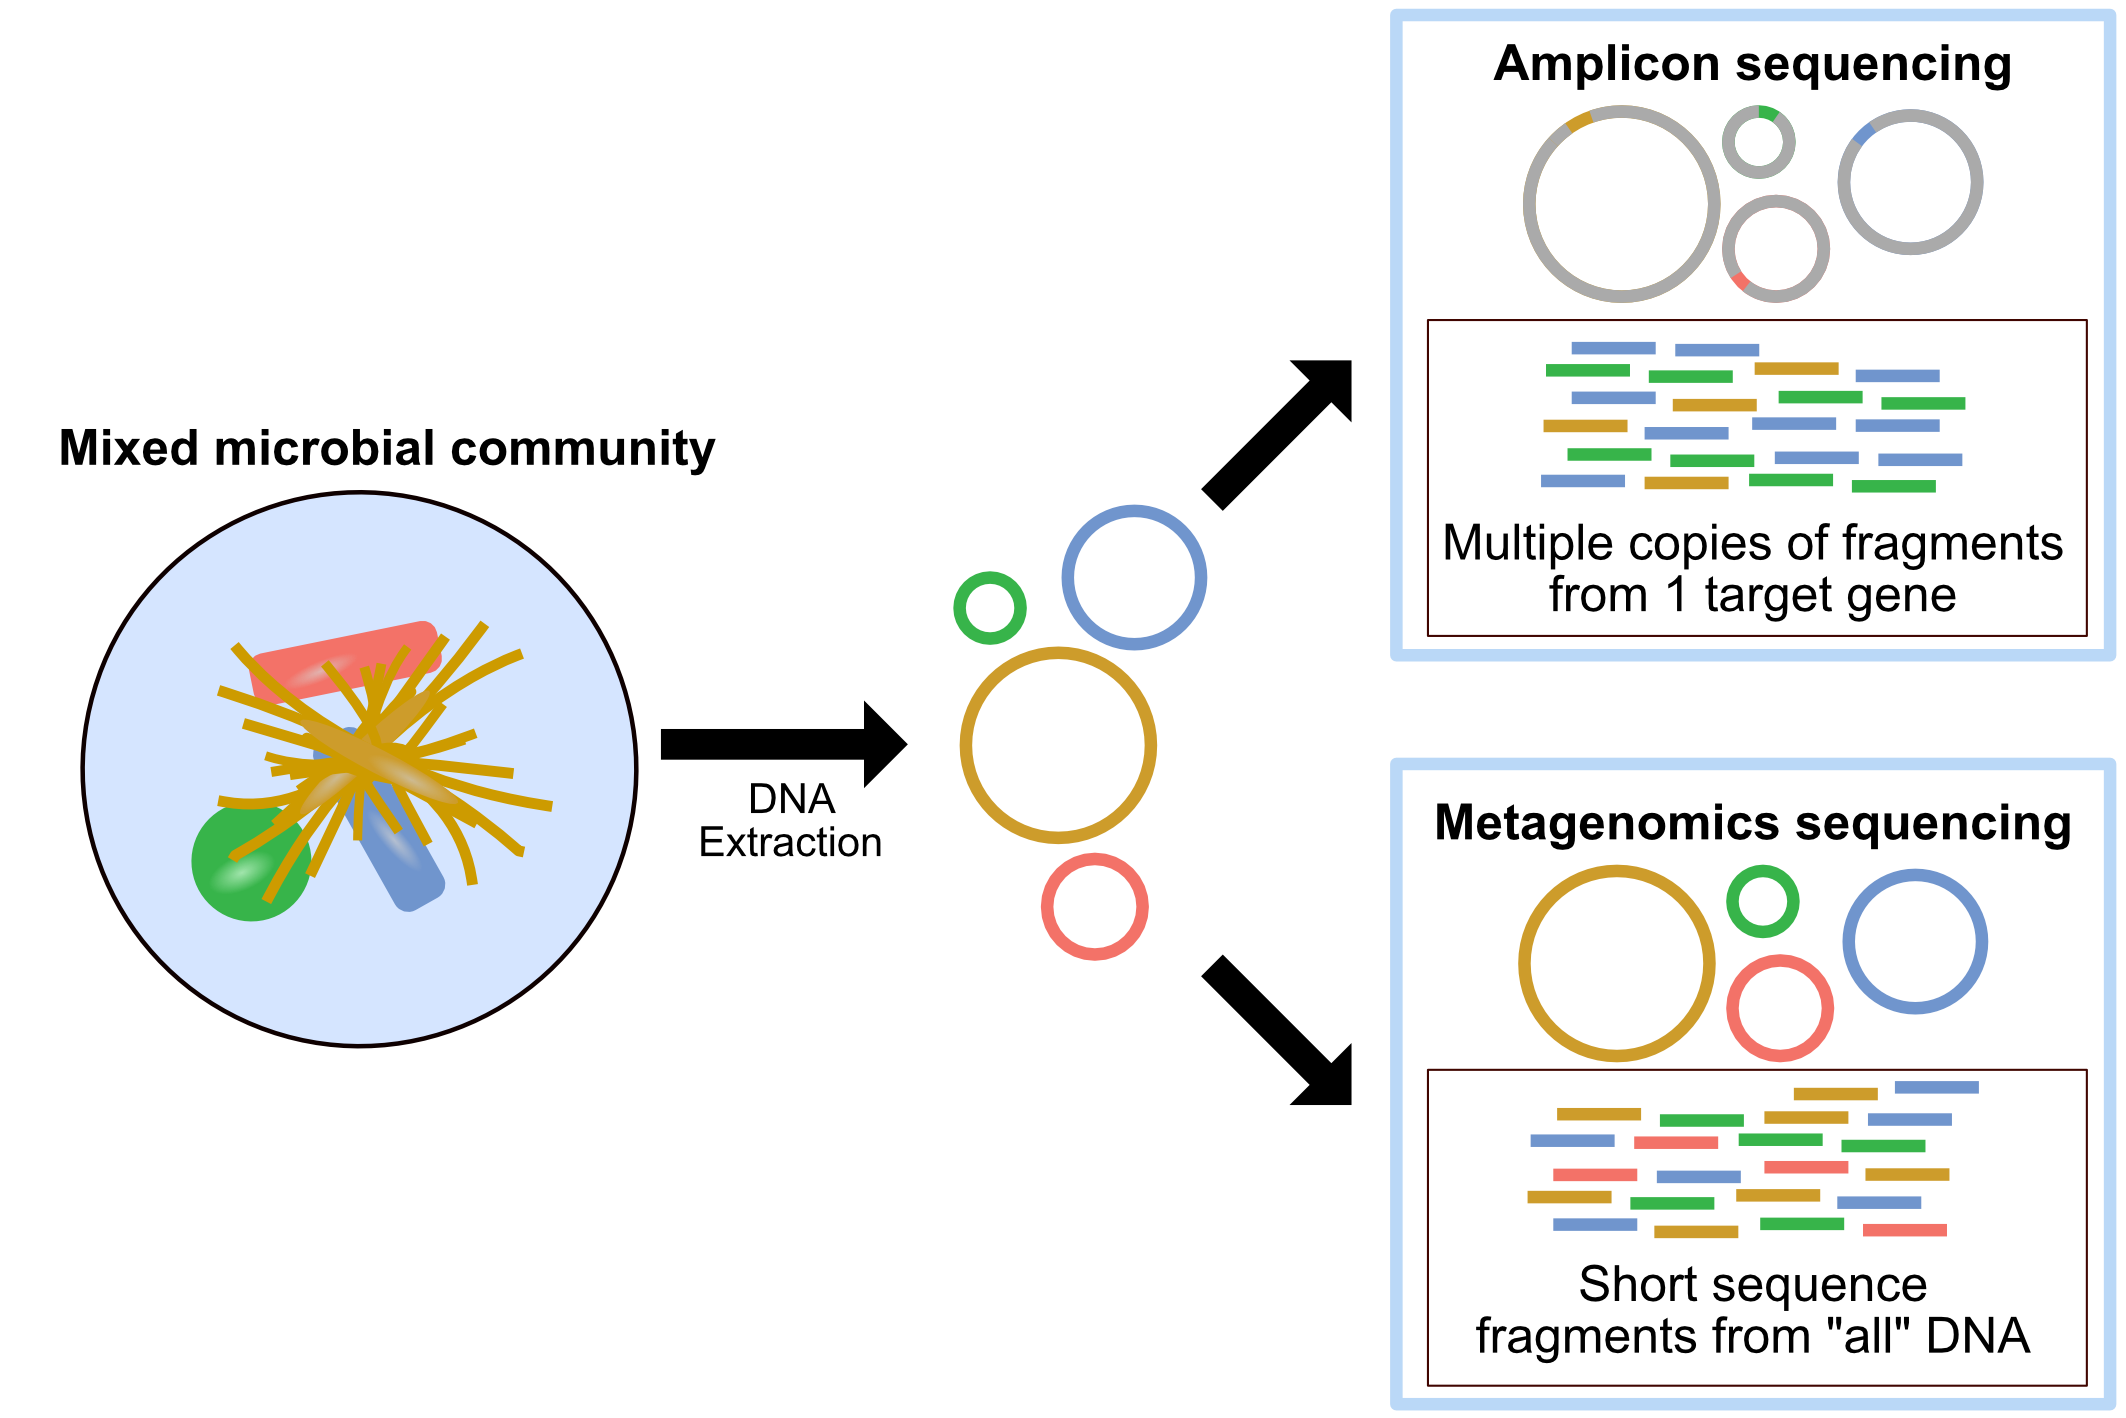 Mixed microbial community
DNA
Extraction
Amplicon sequencing
Multiple copies of fragments
from 1 target gene
Metagenomics sequencing
Short sequence
fragments from "all" DNA